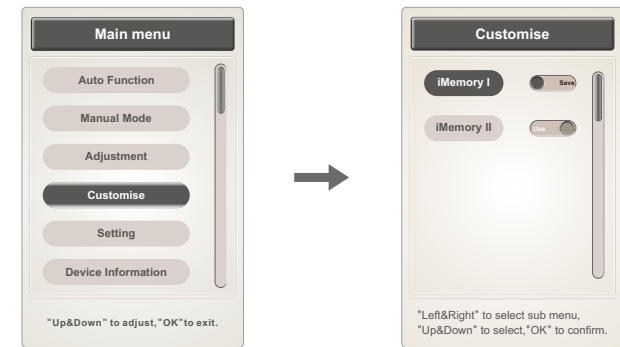 Main menu
Auto Function
Manual Mode
Adjustment
Customise
Setting
Device Information
"Up&Down" to adjust,"OK"to exit.
Customise
iMemory I
Save
iMemory II
Use
"Left&Right" to select sub menu,
"Up&Down" to select,"OK" to confirm.